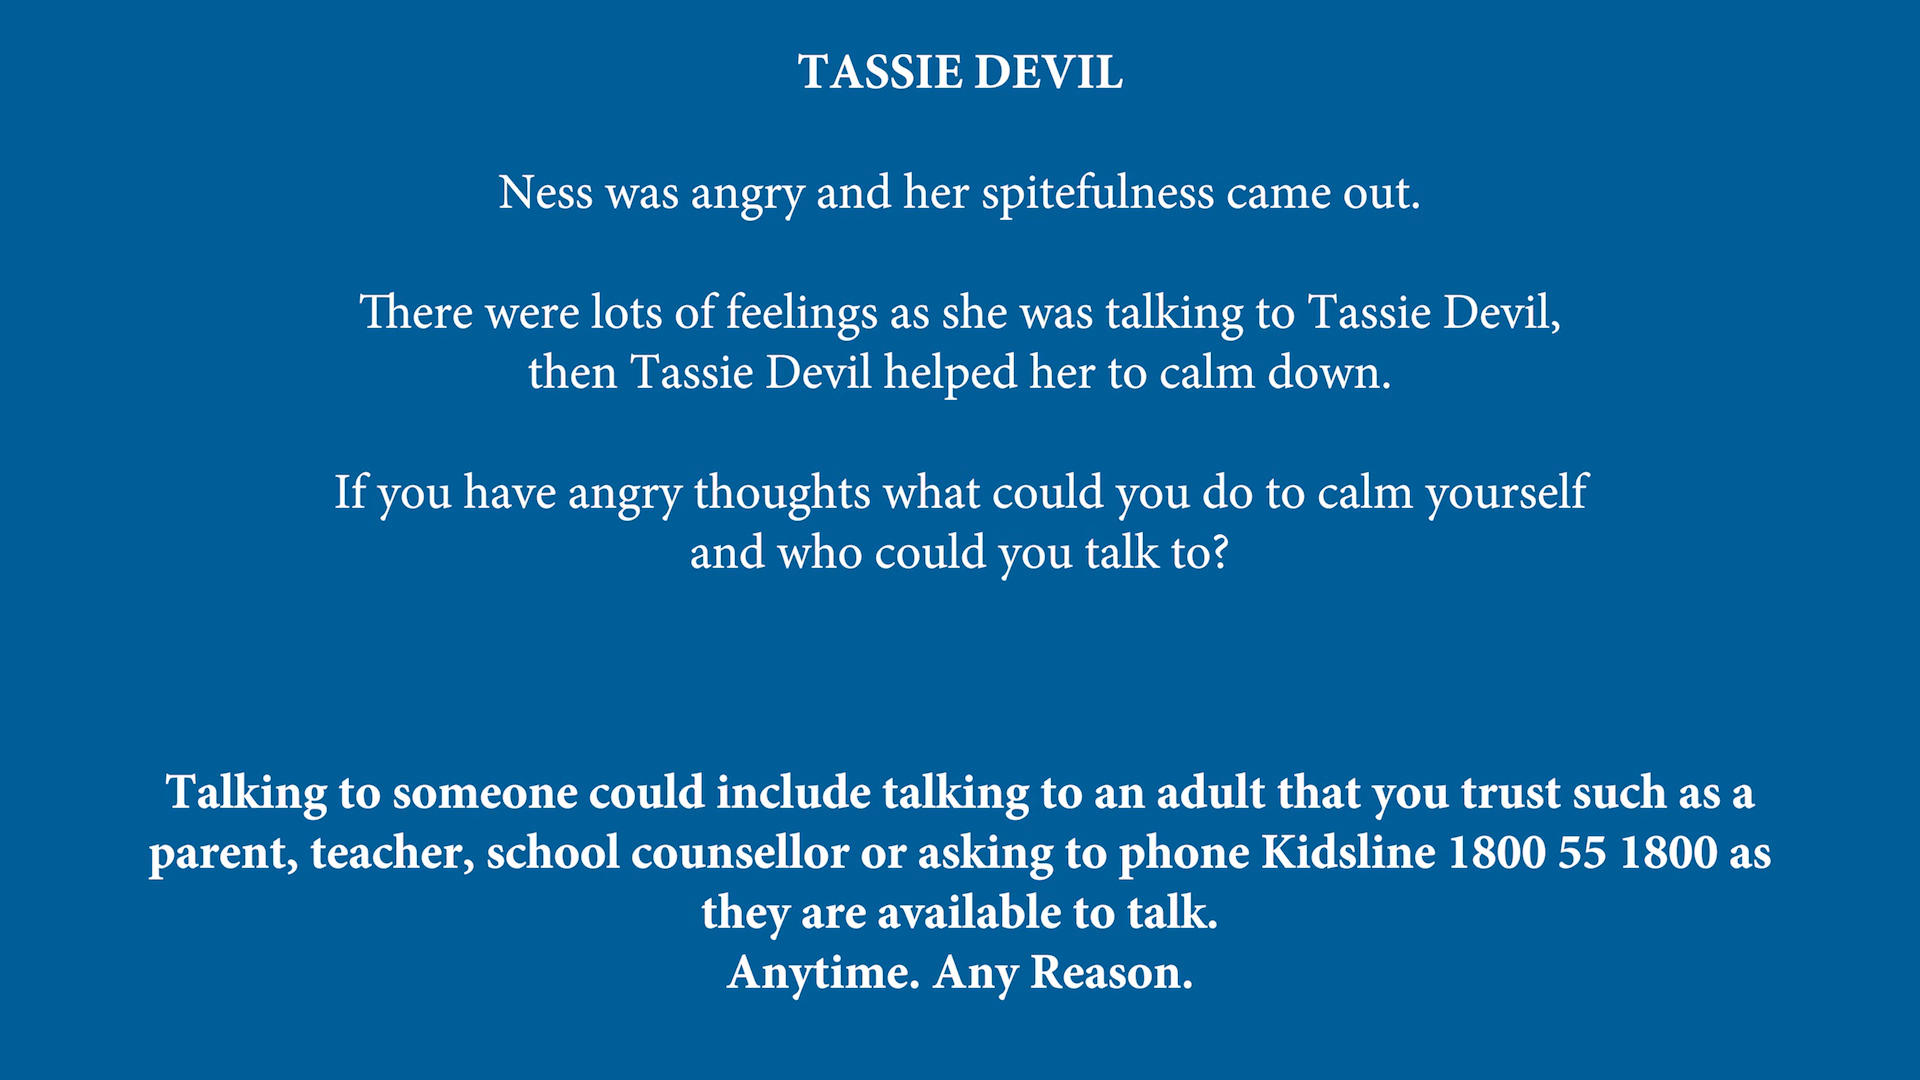 TASSIE DEVIL
Ness was angry and her spitefulness came out.
There were lots of feelings as she was talking to Tassie Devil,
then Tassie Devil helped her to calm down.
If you have angry thoughts what could you do to calm yourself
and who could you talk to?
Talking to someone could include talking to an adult that you trust such as a
parent, teacher, school counsellor or asking to phone Kidsline 1800 55 1800 as
they are available to talk.
Anytime. Any Reason.